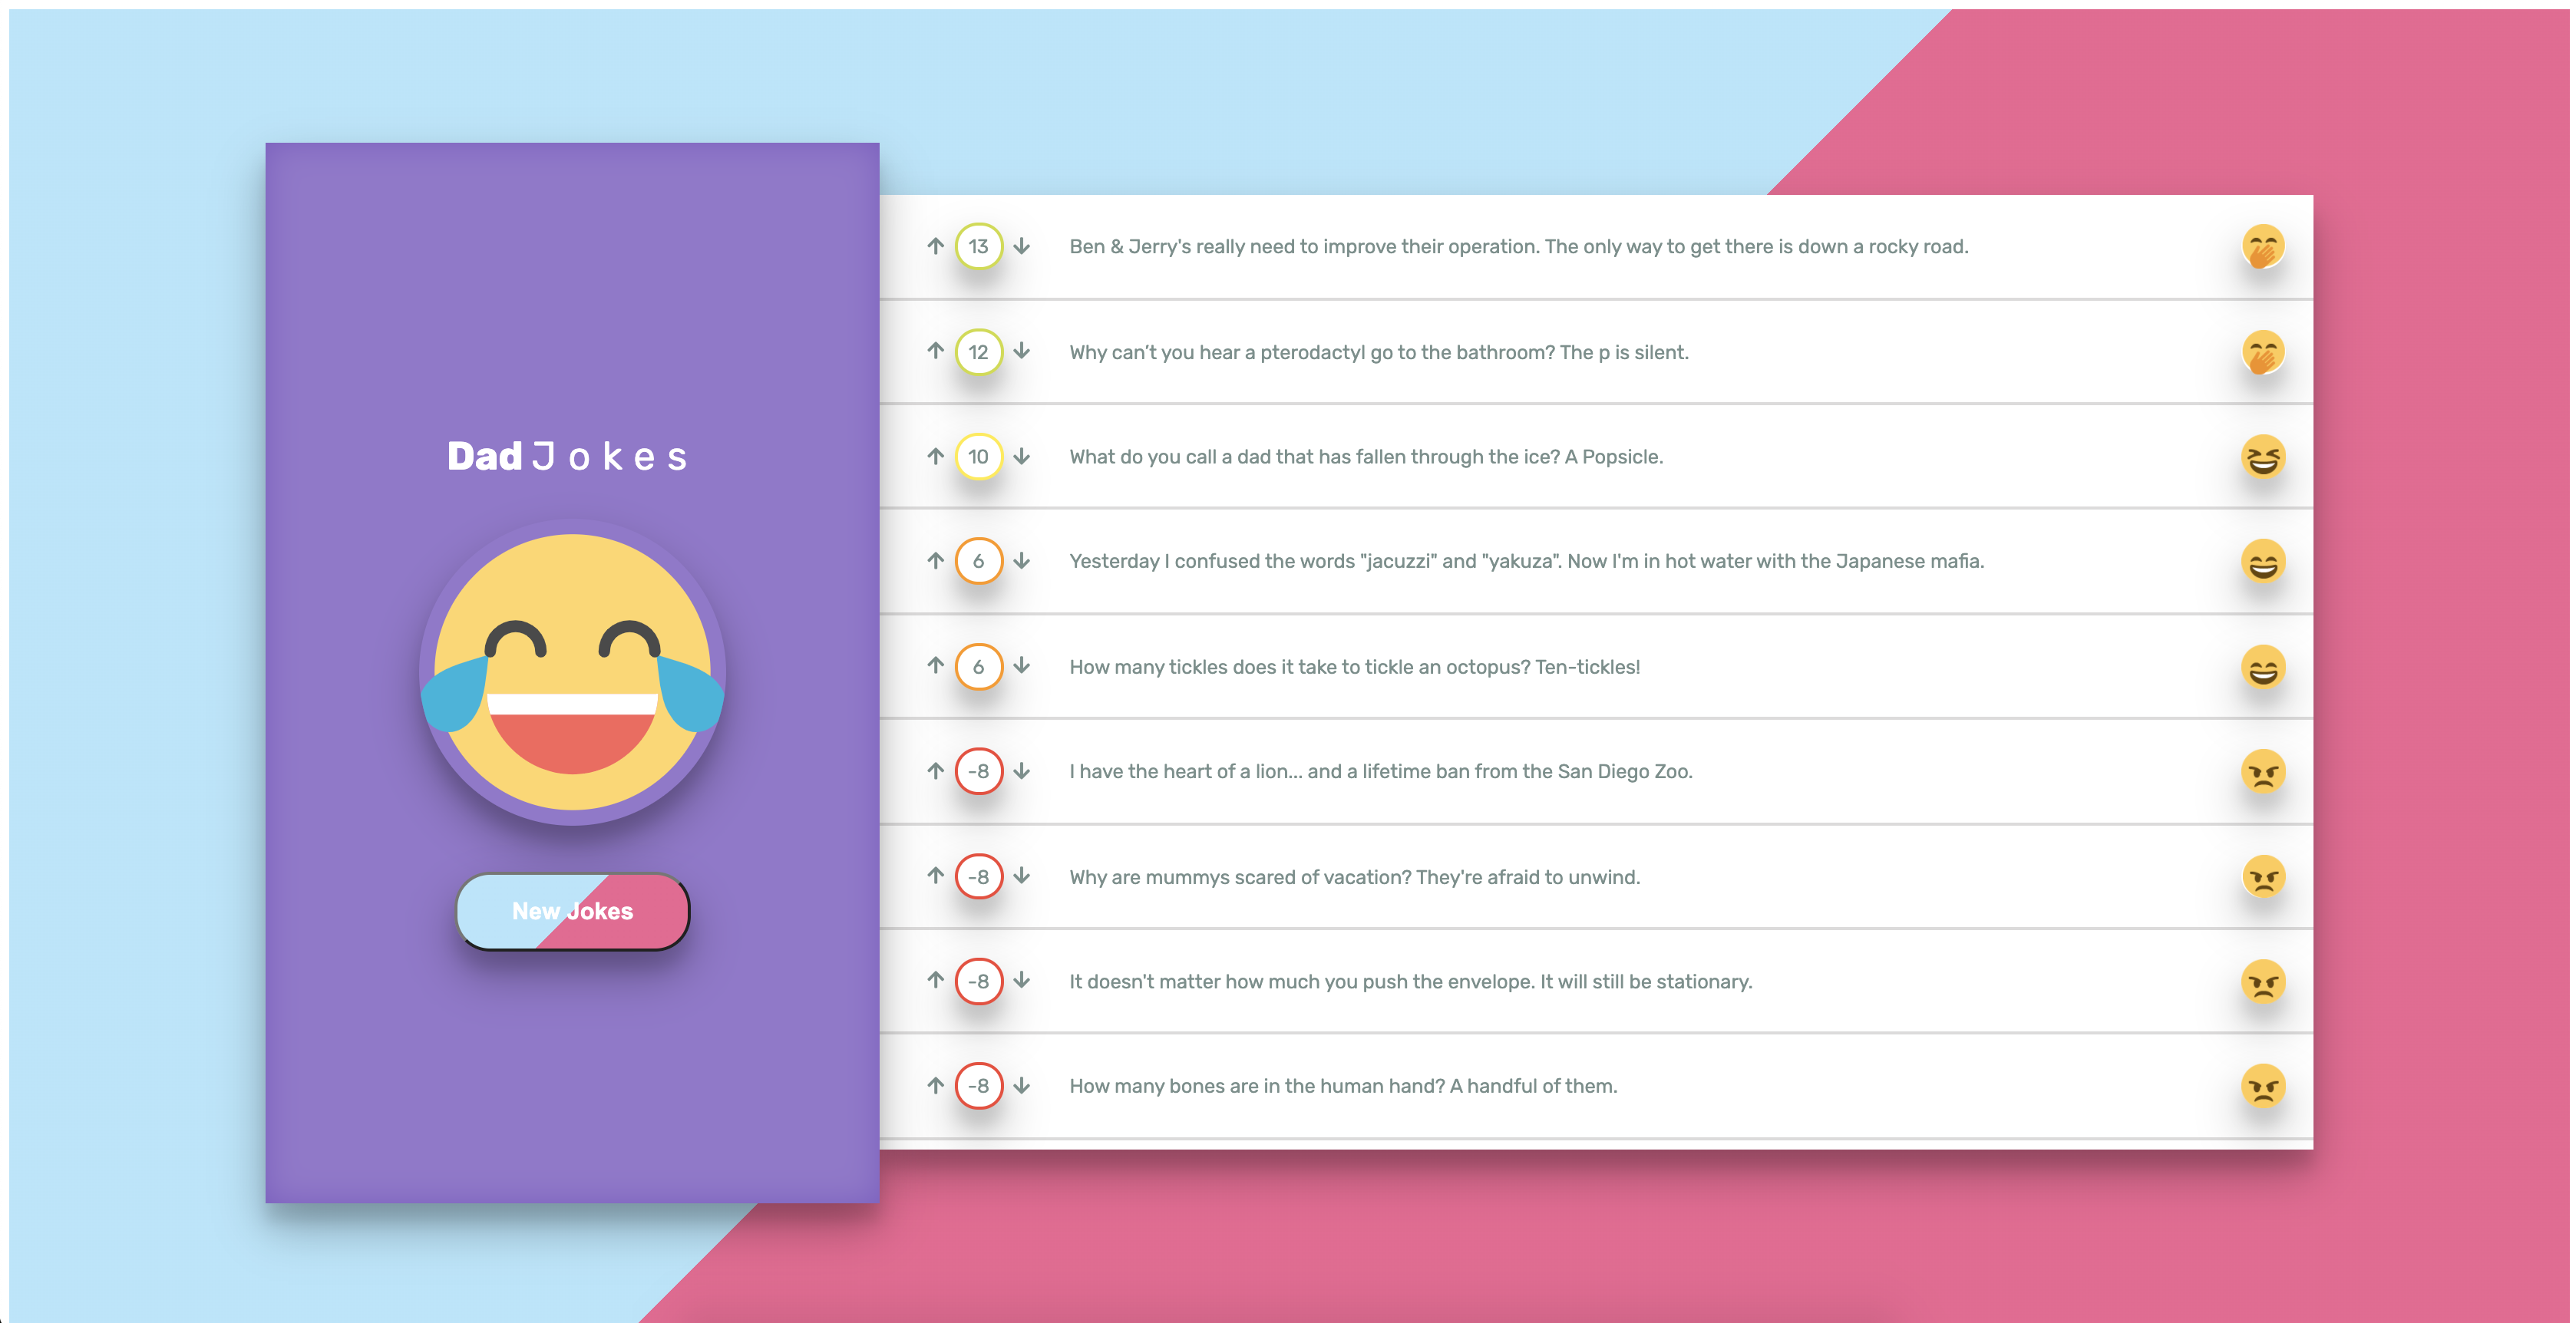 Dad Jokes
New Jokes
13 Ben & Jerry's really need to improve their operation. The only way to get there is down a rocky road.
12 Why can’t you hear a pterodactyl go to the bathroom? The p is silent.
10 What do you call a dad that has fallen through the ice? A Popsicle.
6 Yesterday I confused the words "jacuzzi" and "yakuza". Now I'm in hot water with the Japanese mafia.
6 How many tickles does it take to tickle an octopus? Ten-tickles!
-8 I have the heart of a lion... and a lifetime ban from the San Diego Zoo.
-8 Why are mummys scared of vacation? They're afraid to unwind.
-8 It doesn't matter how much you push the envelope. It will still be stationary.
-8 How many bones are in the human hand? A handful of them.